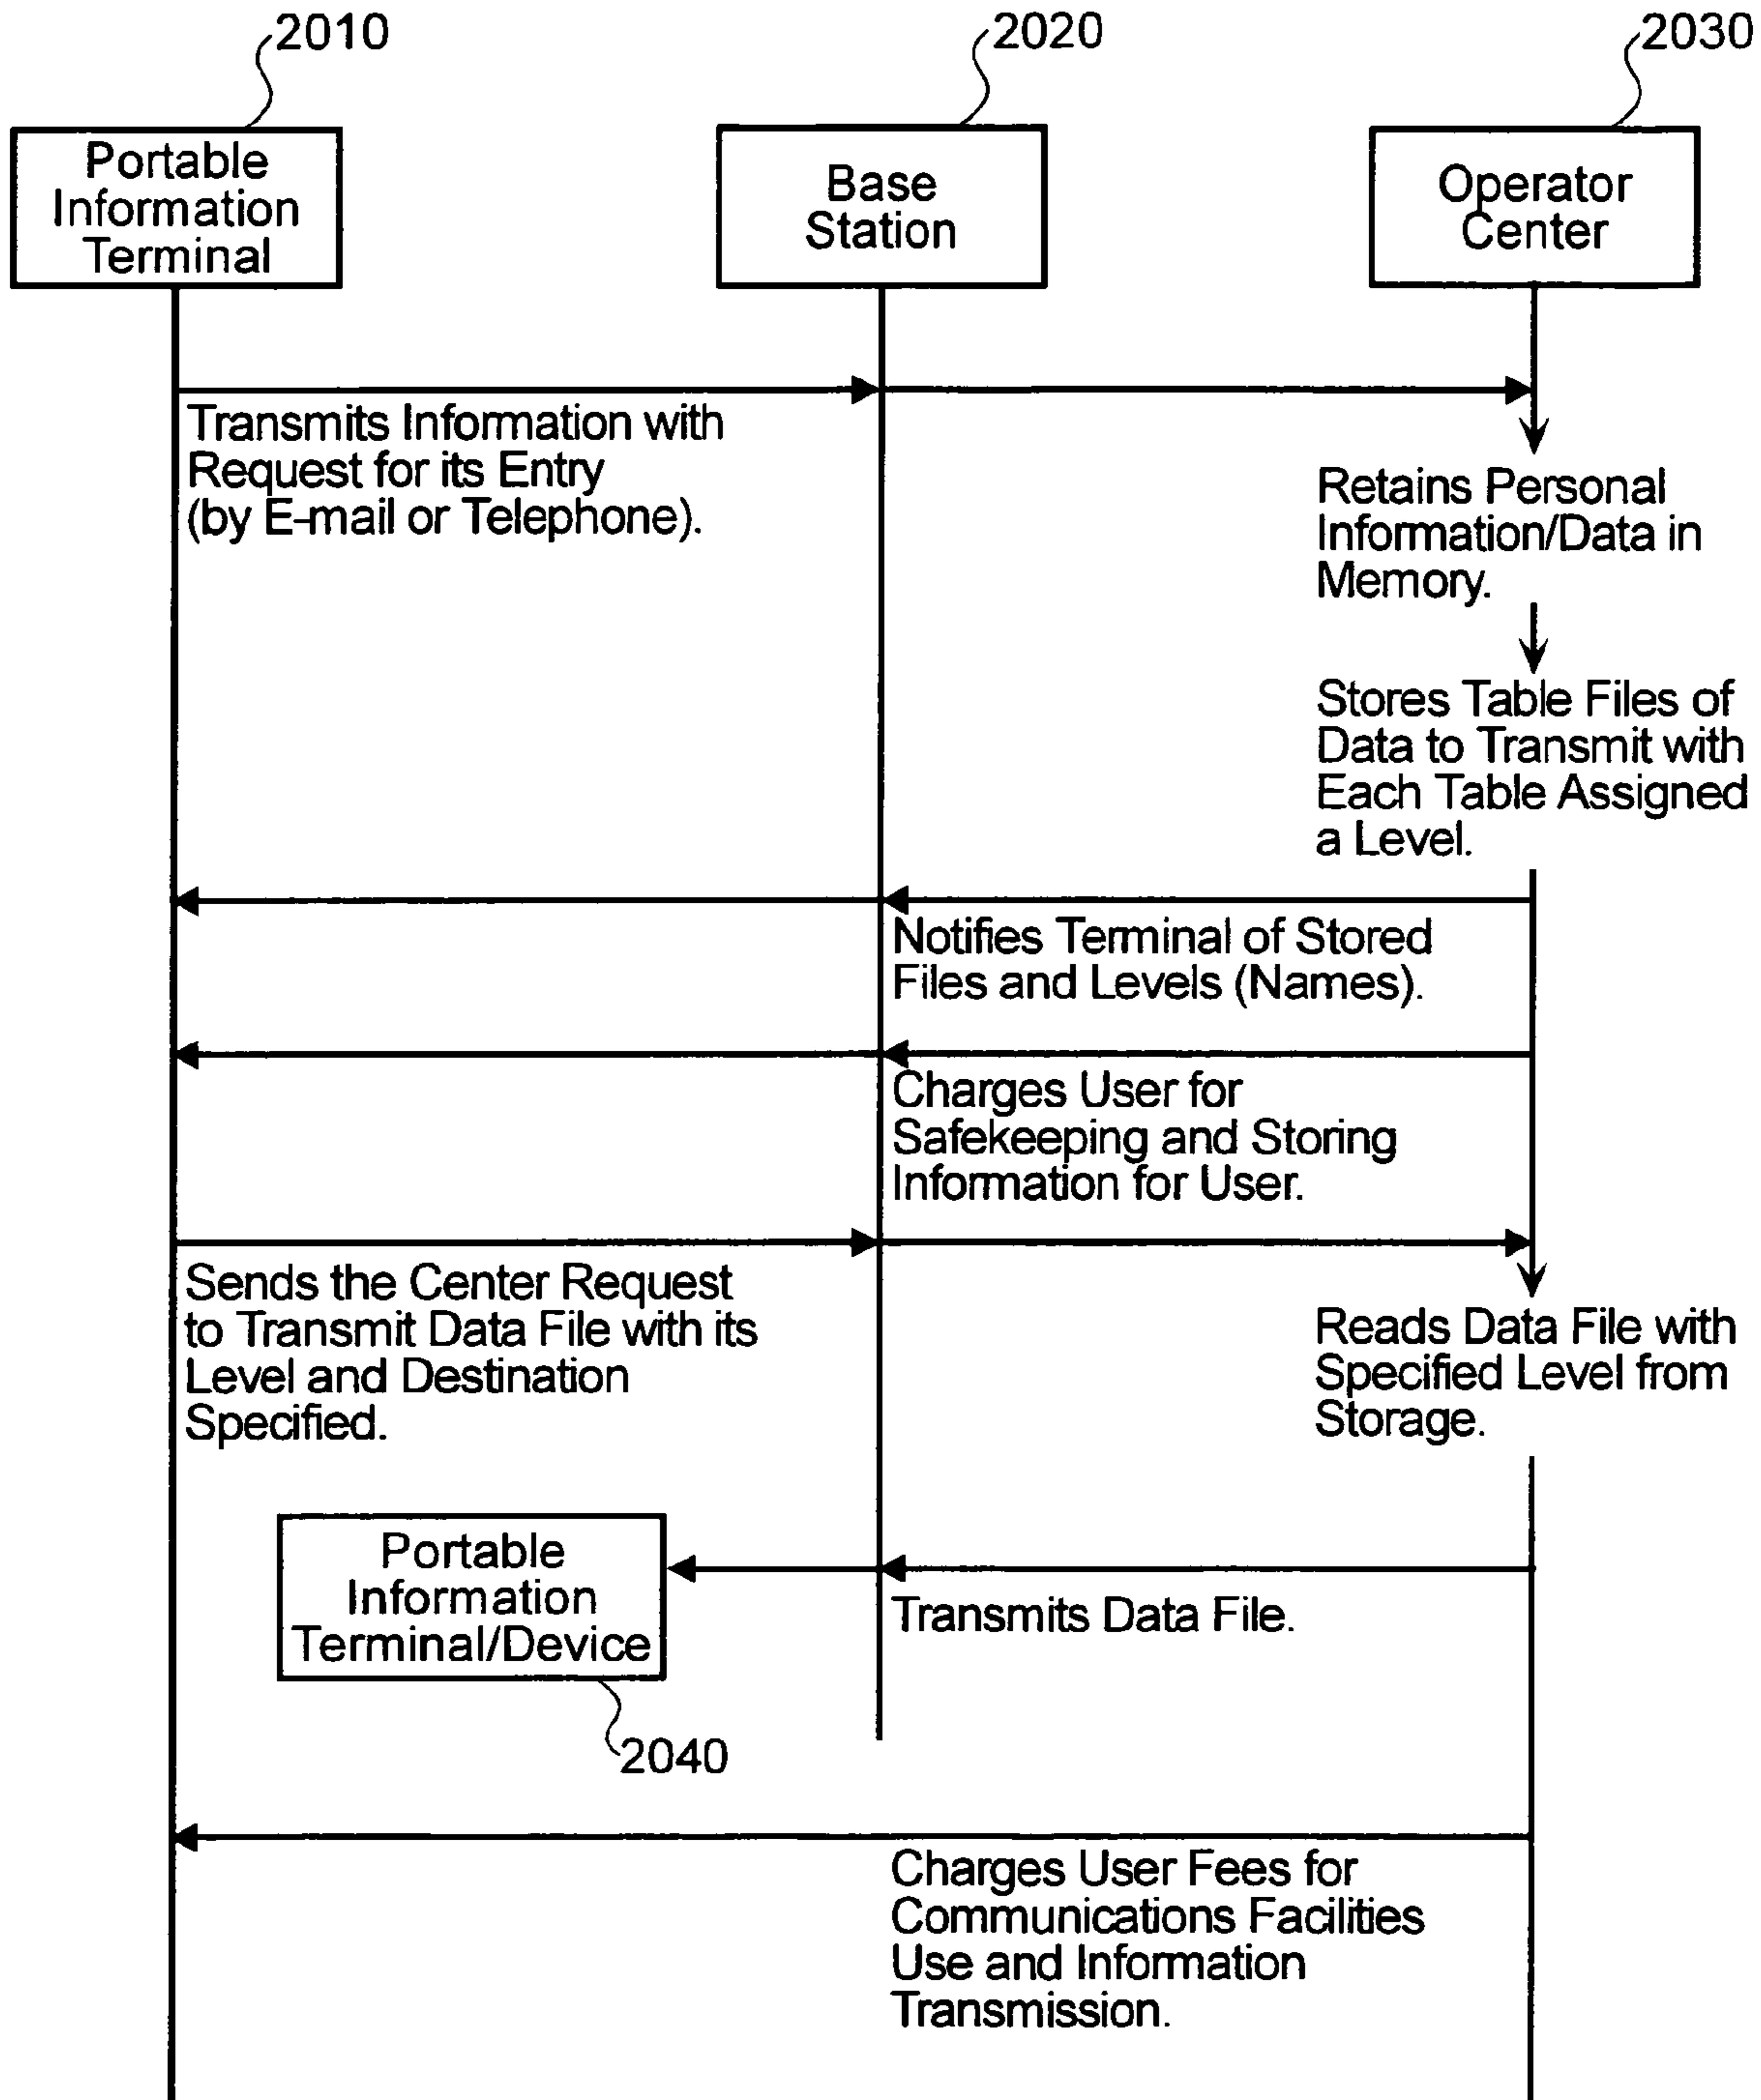 2010
2020
2030
Portable
Information
Terminal
Base
Station
Operator
Center
Transmits Information with
Request for its Entry
(by E-mail or Telephone).
Retains Personal
Information/Data in
Memory.
Stores Table Files of
Data to Transmit with
Each Table Assigned
a Level.
Notifies Terminal of Stored
Files and Levels (Names).
Charges User for
Safekeeping and Storing
Information for User.
Sends the Center Request
to Transmit Data File with its
Level and Destination
Specified.
Reads Data File with
Specified Level from
Storage.
Portable
Information
Terminal/Device
Transmits Data File.
2040
Charges User Fees for
Communications Facilities
Use and Information
Transmission.